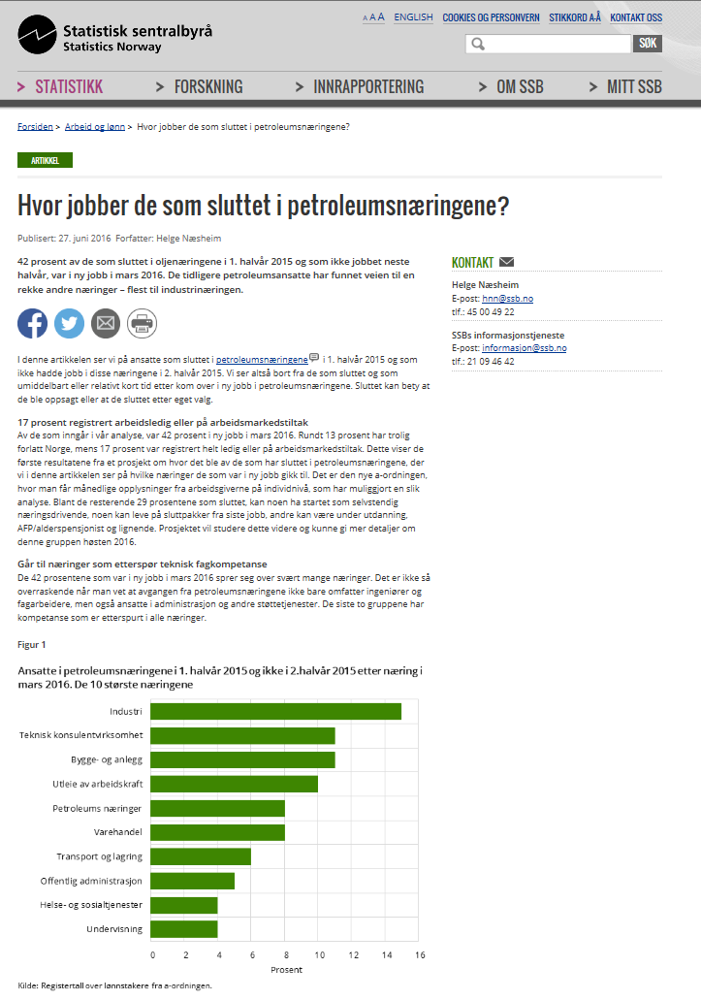 Statistisk sentralbyrå
Statistics Norway
A A A ENGLISH COOKIES OG PERSONVERN STIKKORD A-Å KONTAKT OSS
SØK
> STATISTIKK > FORSKNING > INNRAPPORTERING > OM SSB > MITT SSB
Forsiden > Arbeid og lønn > Hvor jobber de som sluttet i petroleumsnæringene?
ARTIKKEL
Hvor jobber de som sluttet i petroleumsnæringene?
Publisert: 27. juni 2016 Forfatter: Helge Næsheim
42 prosent av de som sluttet i oljenæringene i 1. halvår 2015 og som ikke jobbet neste
halvår, var i ny jobb i mars 2016. De tidligere petroleumsansatte har funnet veien til en
rekke andre næringer – flest til industrinæringen.
I denne artikkelen ser vi på ansatte som sluttet i petroleumsnæringene i 1. halvår 2015 og som
ikke hadde jobb i disse næringene i 2. halvår 2015. Vi ser altså bort fra de som sluttet og som
umiddelbart eller relativt kort tid etter kom over i ny jobb i petroleumsnæringene. Sluttet kan bety at
de ble oppsagt eller at de sluttet etter eget valg.
17 prosent registrert arbeidsledig eller på arbeidsmarkedstiltak
Av de som inngår i vår analyse, var 42 prosent i ny jobb i mars 2016. Rundt 13 prosent har trolig
forlatt Norge, mens 17 prosent var registrert helt ledig eller på arbeidsmarkedstiltak. Dette viser de
første resultatene fra et prosjekt om hvor det ble av de som har sluttet i petroleumsnæringene, der
vi i denne artikkelen ser på hvilke næringer de som var i ny jobb gikk til. Det er den nye a-ordningen,
hvor man får månedlige opplysninger fra arbeidsgiverne på individnivå, som har muliggjort en slik
analyse. Blant de resterende 29 prosentene som sluttet, kan noen ha startet som selvstendig
næringsdrivende, noen kan leve på sluttpakker fra siste jobb, andre kan være under utdanning,
AFP/alderspensjonist og lignende. Prosjektet vil studere dette videre og kunne gi mer detaljer om
denne gruppen høsten 2016.
Går til næringer som etterspør teknisk fagkompetanse
De 42 prosentene som var i ny jobb i mars 2016 sprer seg over svært mange næringer. Det er ikke så
overraskende når man vet at avgangen fra petroleumsnæringene ikke bare omfatter ingeniører og
fagarbeidere, men også ansatte i administrasjon og andre støttetjenester. De siste to gruppene har
kompetanse som er etterspurt i alle næringer.
Figur 1
Ansatte i petroleumsnæringene i 1. halvår 2015 og ikke i 2.halvår 2015 etter næring i
mars 2016. De 10 største næringene
Industri
Teknisk konsulentvirksomhet
Bygge- og anlegg
Utleie av arbeidskraft
Petroleums næringer
Varehandel
Transport og lagring
Offentlig administrasjon
Helse- og sosialtjenester
Undervisning
0 2 4 6 8 10 12 14 16
Prosent
Kilde: Registertall over lønnstakere fra a-ordningen.
KONTAKT
Helge Næsheim
E-post: hnn@ssb.no
tlf.: 45 00 49 22
SSBs informasjonstjeneste
E-post: informasjon@ssb.no
tlf.: 21 09 46 42